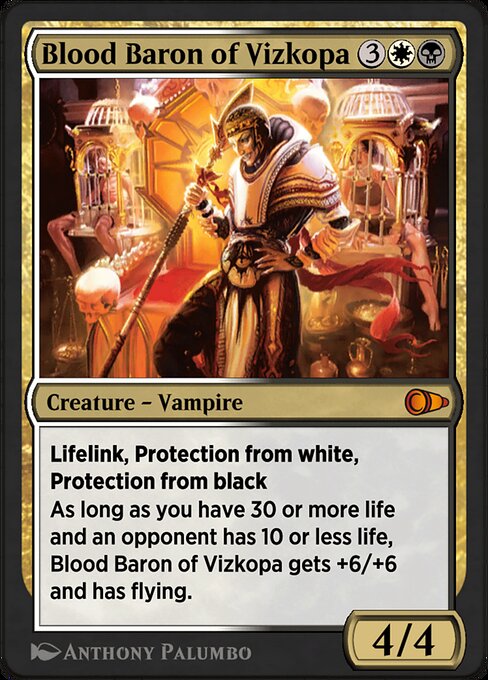 Blood Baron of Vizkopa 3
Creature – Vampire
Lifelink, Protection from white,
Protection from black
As long as you have 30 or more life
and an opponent has 10 or less life,
Blood Baron of Vizkopa gets +6/+6
and has flying.
4/4
Anthony Palumbo